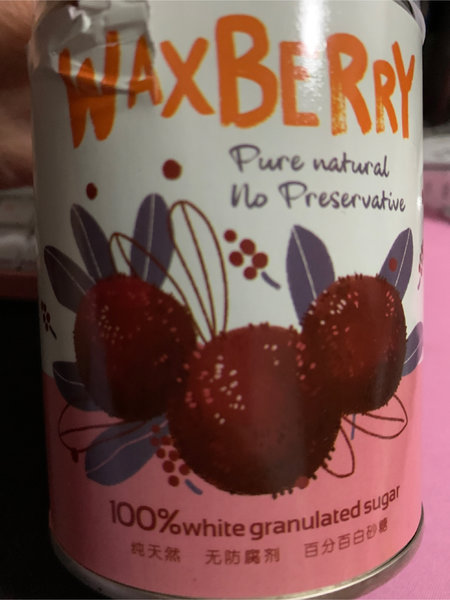 WAXBERRY
Pure natural
No Preservative
100%white granulated sugar
纯天然 无防腐剂 百分百白砂糖